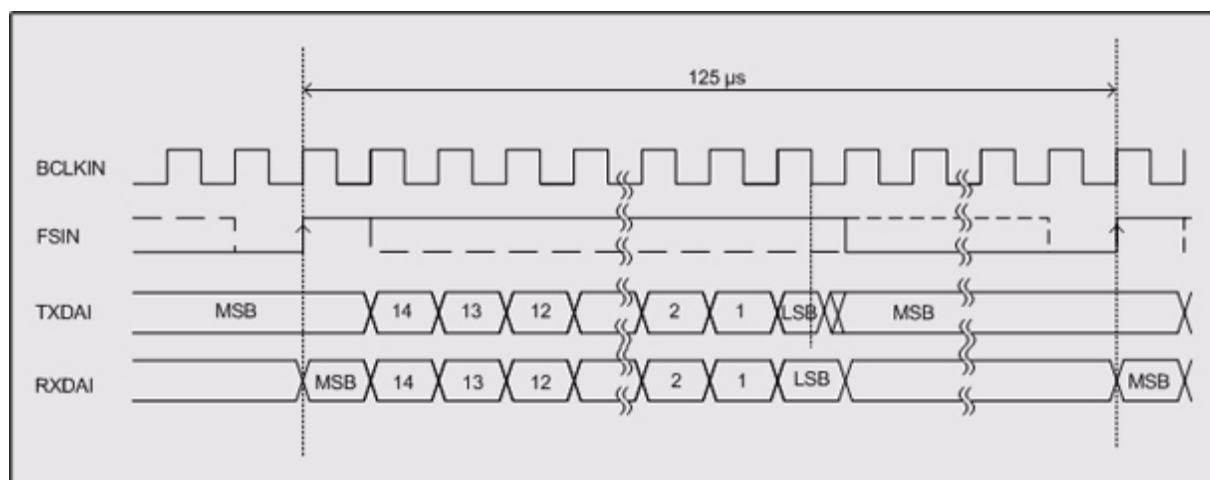 125 µs
BCLKIN
FSIN
TXDAI MSB 14 13 12 2 1 LSB MSB
RXDAI MSB 14 13 12 2 1 LSB MSB